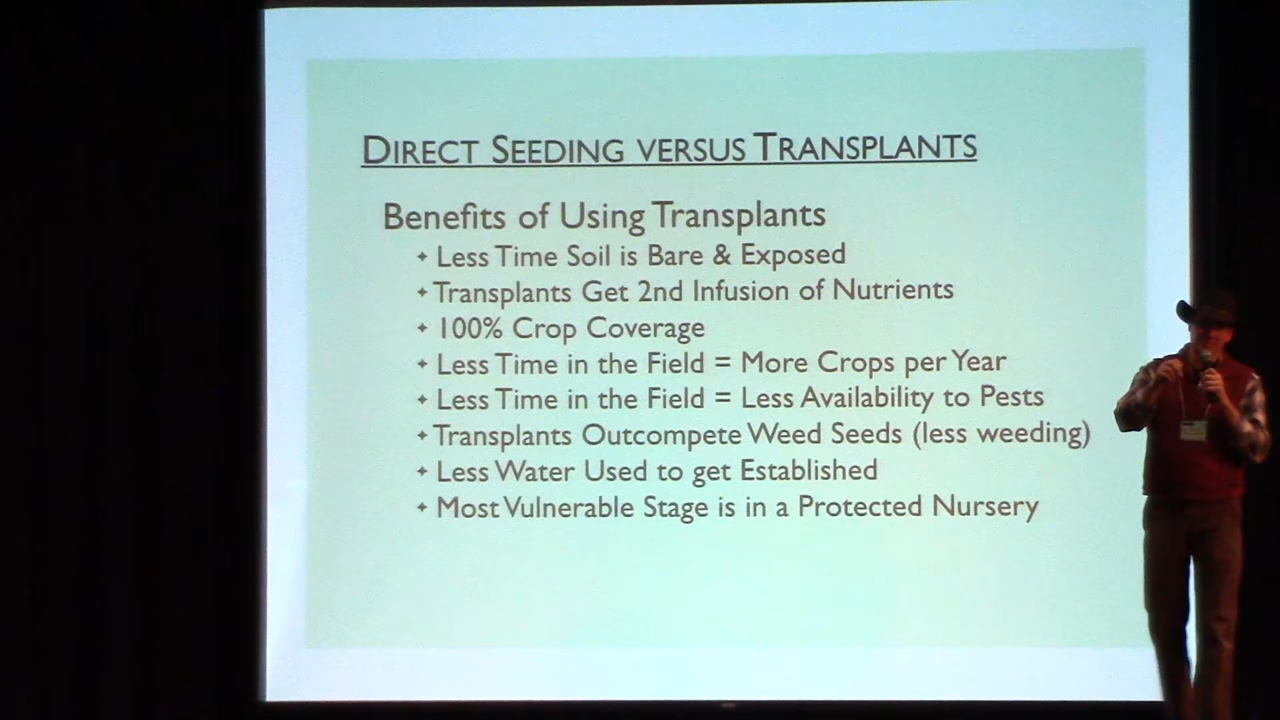 DIRECT SEEDING VERSUS TRANSPLANTS
Benefits of Using Transplants
Less Time Soil is Bare & Exposed
Transplants Get 2nd Infusion of Nutrients
100% Crop Coverage
Less Time in the Field = More Crops per Year
Less Time in the Field = Less Availability to Pests
Transplants Outcompete Weed Seeds (less weeding)
Less Water Used to get Established
Most Vulnerable Stage is in a Protected Nursery